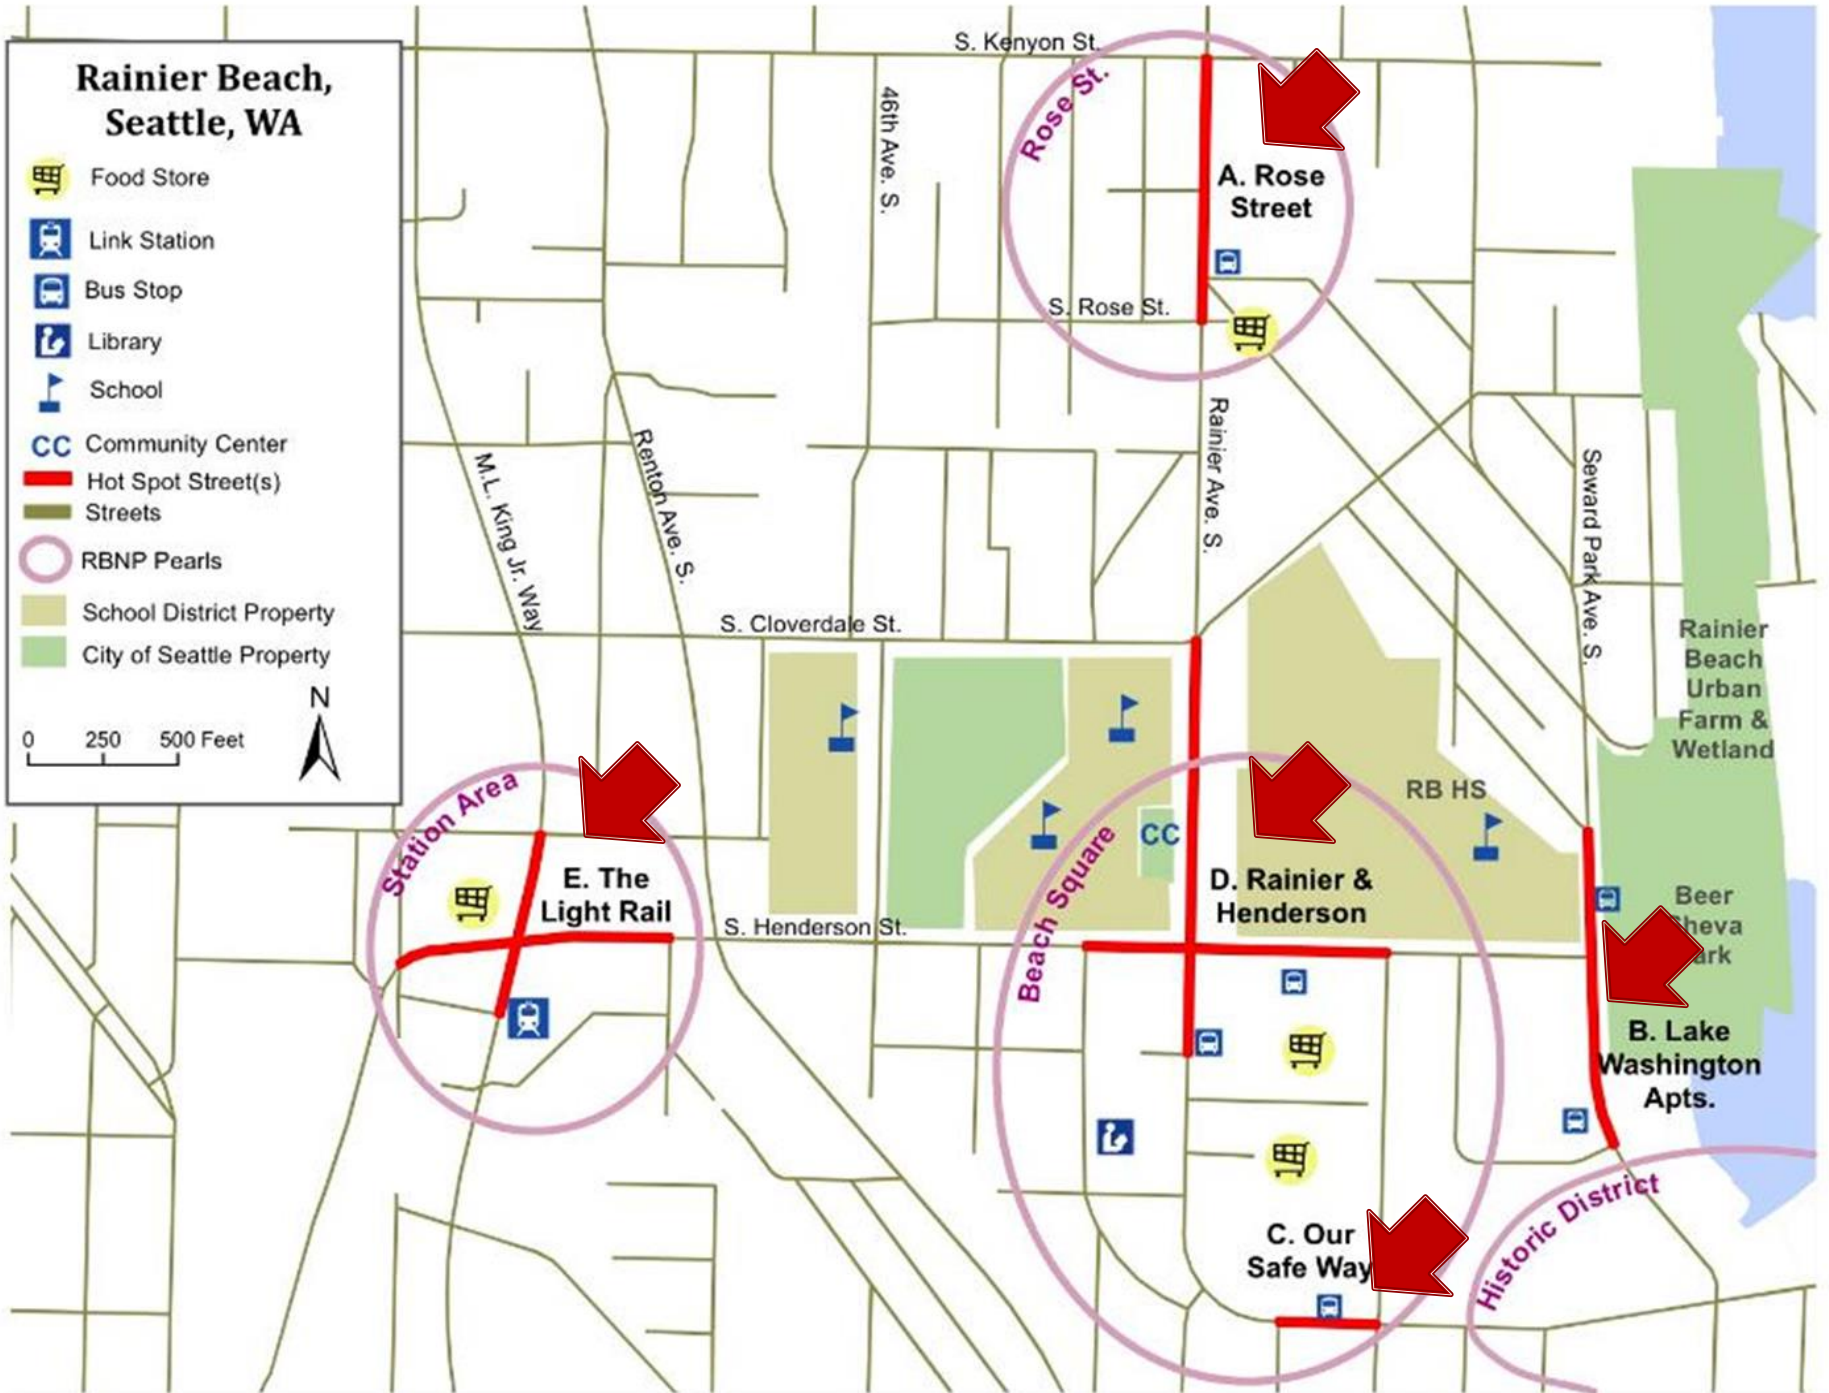 Rainier Beach,
Seattle, WA
Food Store
Link Station
Bus Stop
Library
School
CC Community Center
Hot Spot Street(s)
Streets
RBNP Pearls
School District Property
City of Seattle Property
N
0 250 500 Feet
S. Kenyon St.
Rose St.
46th Ave. S.
A. Rose
Street
S. Rose St.
Rainier Ave. S.
Renton Ave. S.
M.L. King Jr. Way
Seward Park Ave. S.
S. Cloverdale St.
Rainier
Beach
Urban
Farm &
Wetland
RB HS
Station Area
E. The
Light Rail
S. Henderson St.
CC
Beach Square
D. Rainier &
Henderson
Beer
Sheva
Park
B. Lake
Washington
Apts.
C. Our
Safe Way
Historic District